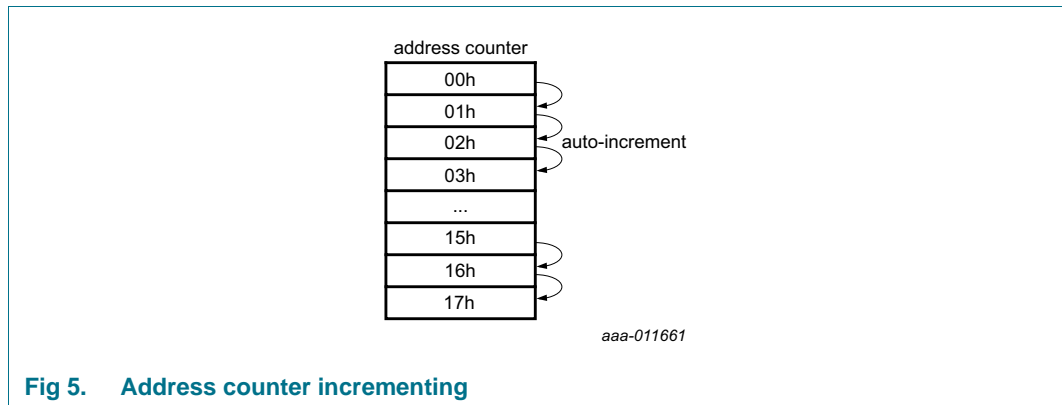 address counter
00h
01h
02h
auto-increment
03h
...
15h
16h
17h
aaa-011661
Fig 5. Address counter incrementing